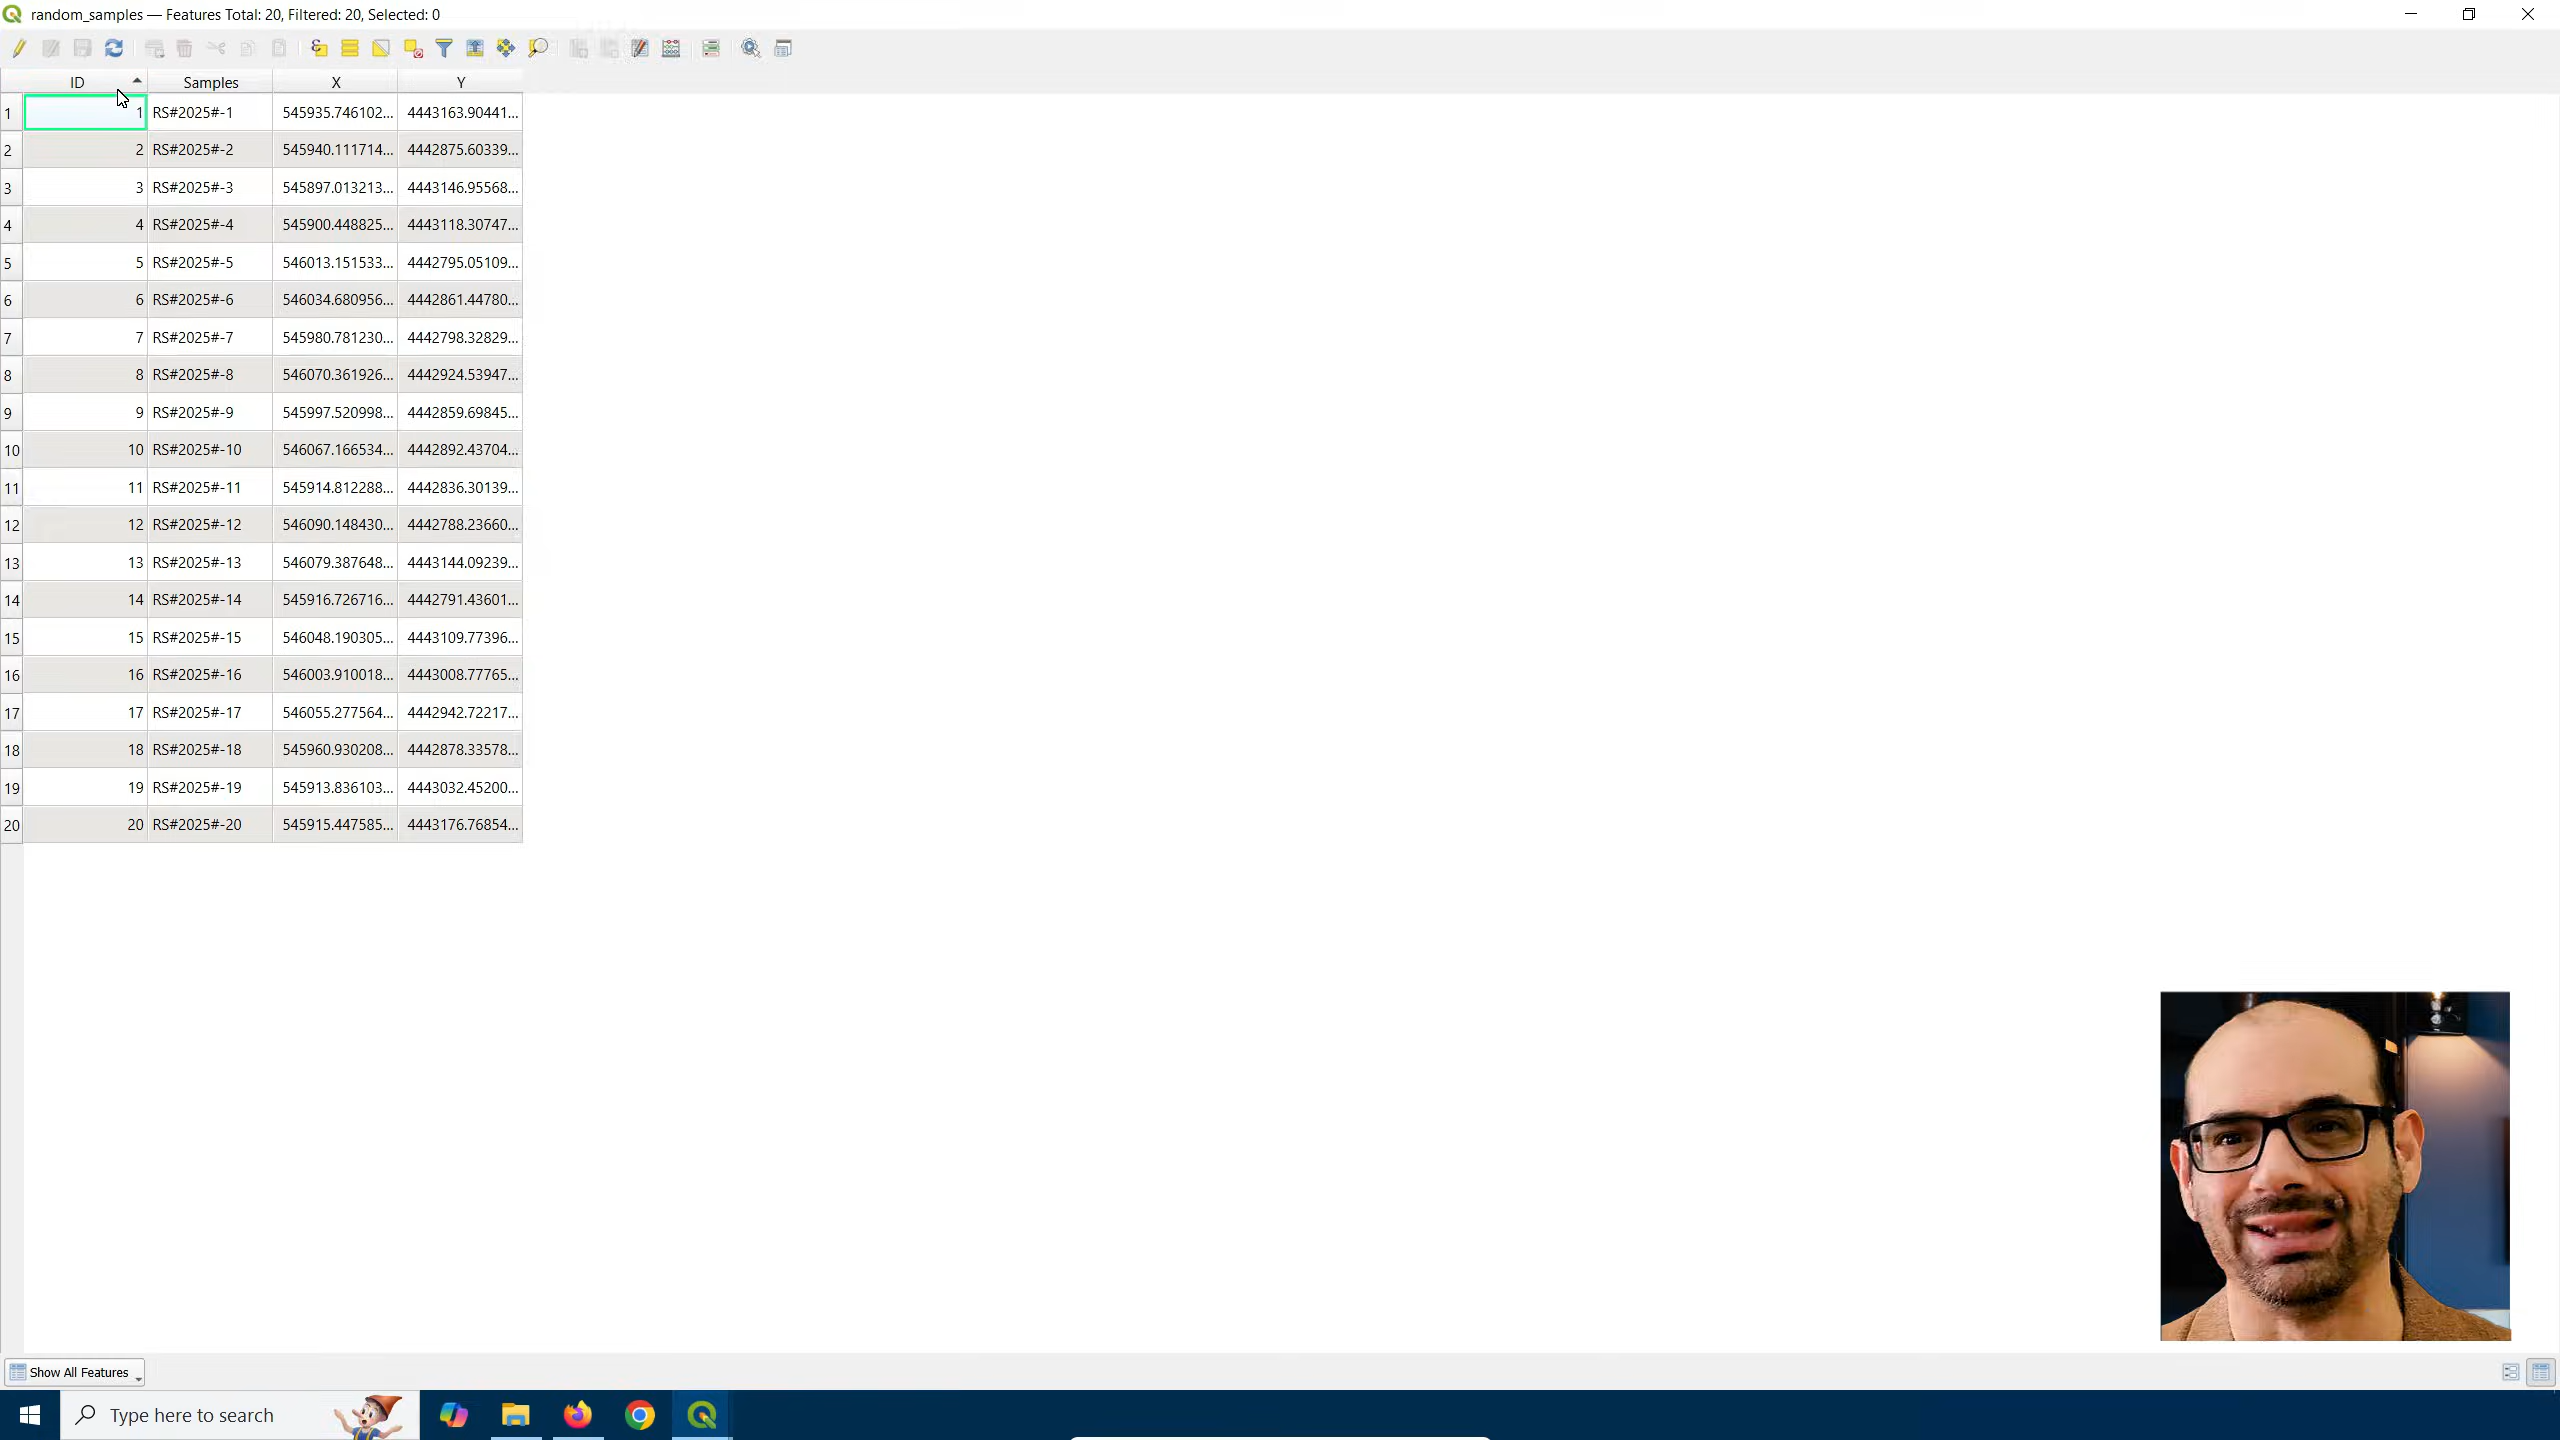 random_samples — Features Total: 20, Filtered: 20, Selected: 0
ID Samples X Y
1 1 RS#2025#-1 545935.746102... 4443163.90441...
2 2 RS#2025#-2 545940.111714... 4442875.60339...
3 3 RS#2025#-3 545897.013213... 4443146.95568...
4 4 RS#2025#-4 545900.448825... 4443118.30747...
5 5 RS#2025#-5 546013.151533... 4442795.05109...
6 6 RS#2025#-6 546034.680956... 4442861.44780...
7 7 RS#2025#-7 545980.781230... 4442798.32829...
8 8 RS#2025#-8 546070.361926... 4442924.53947...
9 9 RS#2025#-9 545997.520998... 4442859.69845...
10 10 RS#2025#-10 546067.166534... 4442892.43704...
11 11 RS#2025#-11 545914.812288... 4442836.30139...
12 12 RS#2025#-12 546090.148430... 4442788.23660...
13 13 RS#2025#-13 546079.387648... 4443144.09239...
14 14 RS#2025#-14 545916.726716... 4442791.43601...
15 15 RS#2025#-15 546048.190305... 4443109.77396...
16 16 RS#2025#-16 546003.910018... 4443008.77765...
17 17 RS#2025#-17 546055.277564... 4442942.72217...
18 18 RS#2025#-18 545960.930208... 4442878.33578...
19 19 RS#2025#-19 545913.836103... 4443032.45200...
20 20 RS#2025#-20 545915.447585... 4443176.76854...
Show All Features
Type here to search